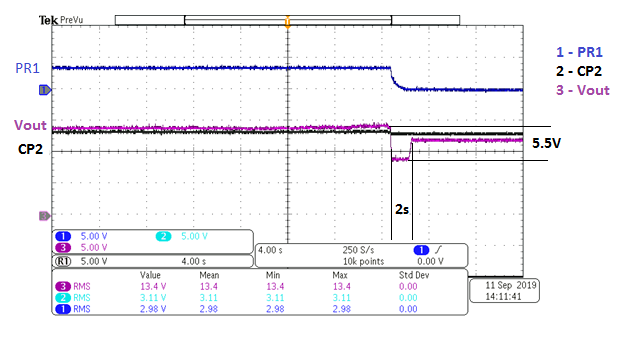 Tek PreVu
PR1
1
1 - PR1
2 - CP2
3 - Vout
Vout
CP2
5.5V
2s
3
1 5.00 V 2 5.00 V
3 5.00 V
R1 5.00 V 4.00 s
4.00 s 250 S/s 1
10k points 0.00 V
Value Mean Min Max Std Dev
3 RMS 13.4 V 13.4 13.4 13.4 0.00
2 RMS 3.11 V 3.11 3.11 3.11 0.00
1 RMS 2.98 V 2.98 2.98 2.98 0.00
11 Sep 2019
14:11:41